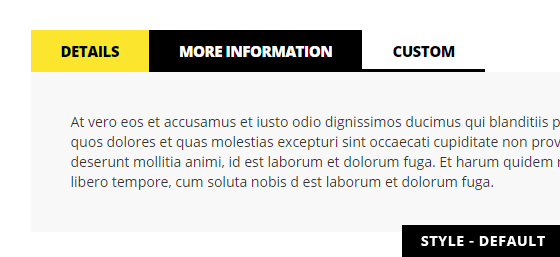 DETAILS MORE INFORMATION CUSTOM
At vero eos et accusamus et iusto odio dignissimos ducimus qui blanditiis
quos dolores et quas molestias excepturi sint occaecati cupiditate non
deserunt mollitia animi, id est laborum et dolorum fuga. Et harum quidem
libero tempore, cum soluta nobis d est laborum et dolorum fuga.
STYLE - DEFAULT